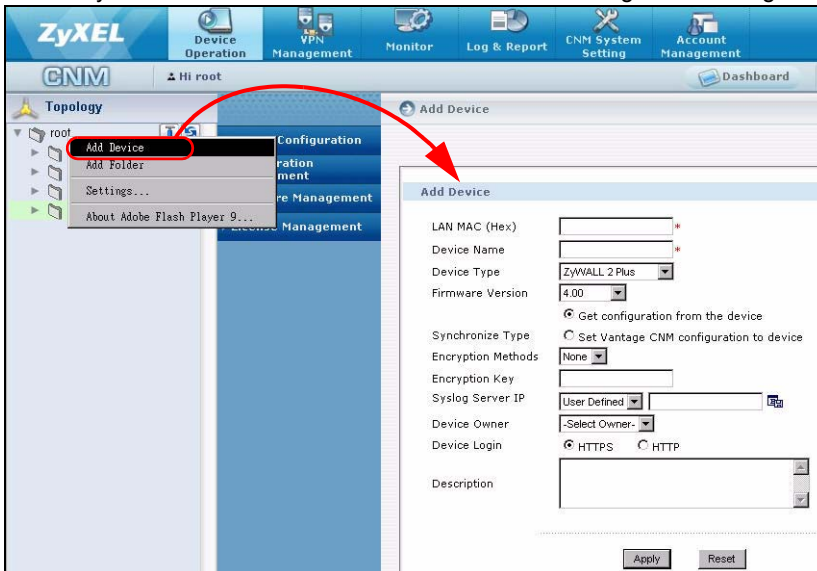 ZyXEL
Device Operation
VPN Management
Monitor
Log & Report
CNM System Setting
Account Management
CNM
Hi root
Dashboard
Topology
root
Add Device
Add Folder
Settings...
About Adobe Flash Player 9...
Configuration
Management
Management
Add Device
Add Device
LAN MAC (Hex)
*
Device Name
*
Device Type
ZyWALL 2 Plus
Firmware Version
4.00
Get configuration from the device
Synchronize Type
Set Vantage CNM configuration to device
Encryption Methods
None
Encryption Key
Syslog Server IP
User Defined
Device Owner
-Select Owner-
Device Login
HTTPS
HTTP
Description
Apply
Reset